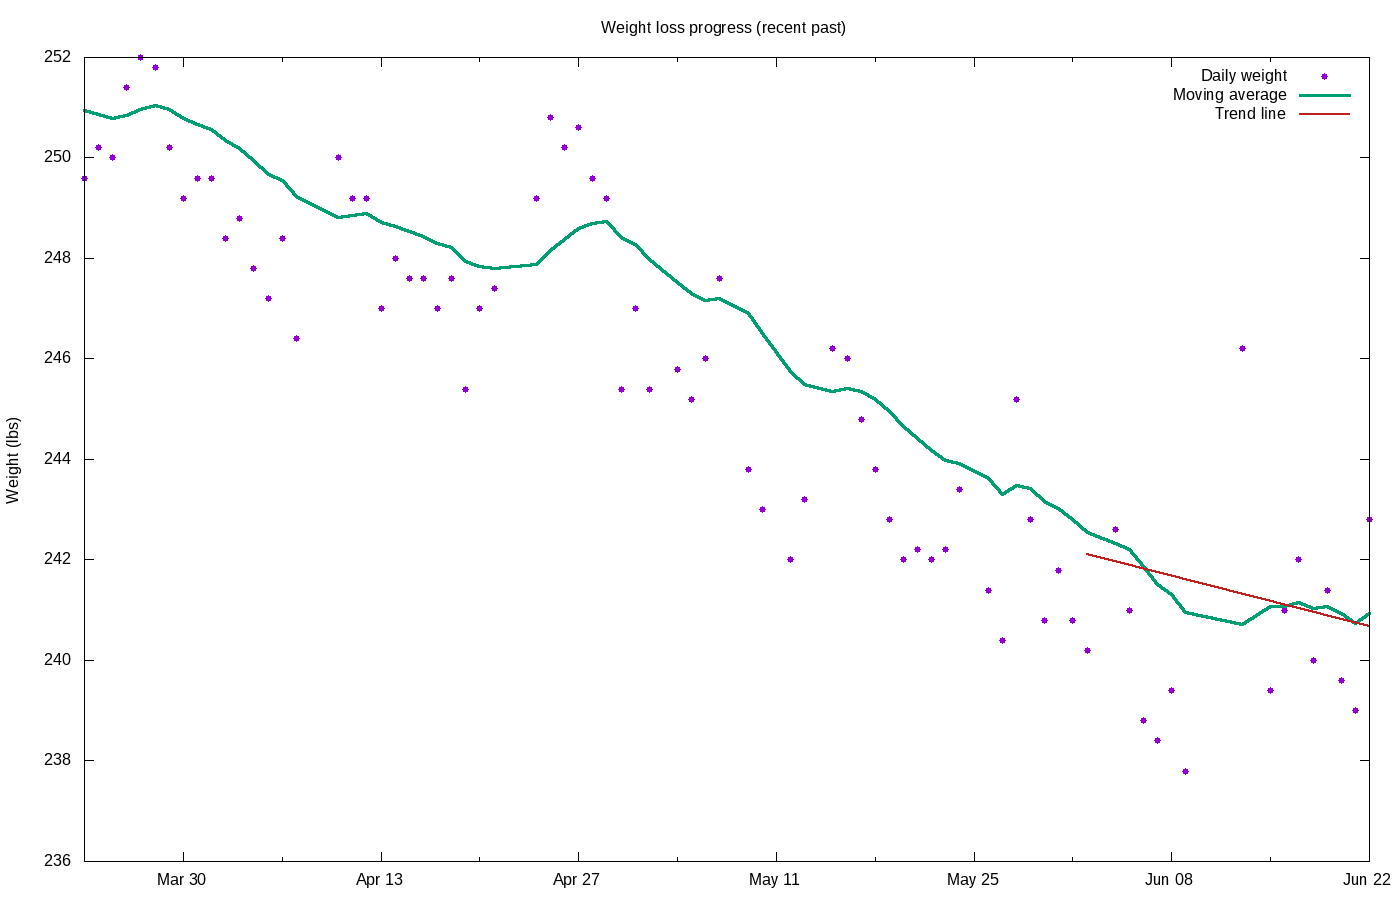 Weight loss progress (recent past)
252
250
248
246
244
242
240
238
236
Weight (lbs)
Daily weight
Moving average
Trend line
Mar 30
Apr 13
Apr 27
May 11
May 25
Jun 08
Jun 22